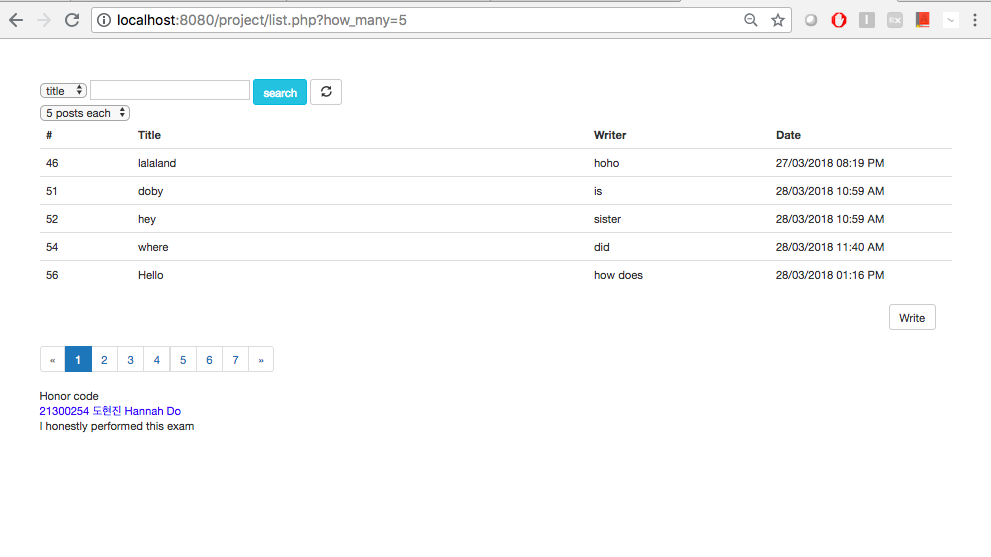 localhost:8080/project/list.php?how_many=5
title search
5 posts each
# Title Writer Date
46 lalaland hoho 27/03/2018 08:19 PM
51 doby is 28/03/2018 10:59 AM
52 hey sister 28/03/2018 10:59 AM
54 where did 28/03/2018 11:40 AM
56 Hello how does 28/03/2018 01:16 PM
Write
« 1 2 3 4 5 6 7 »
Honor code
21300254 도현진 Hannah Do
I honestly performed this exam